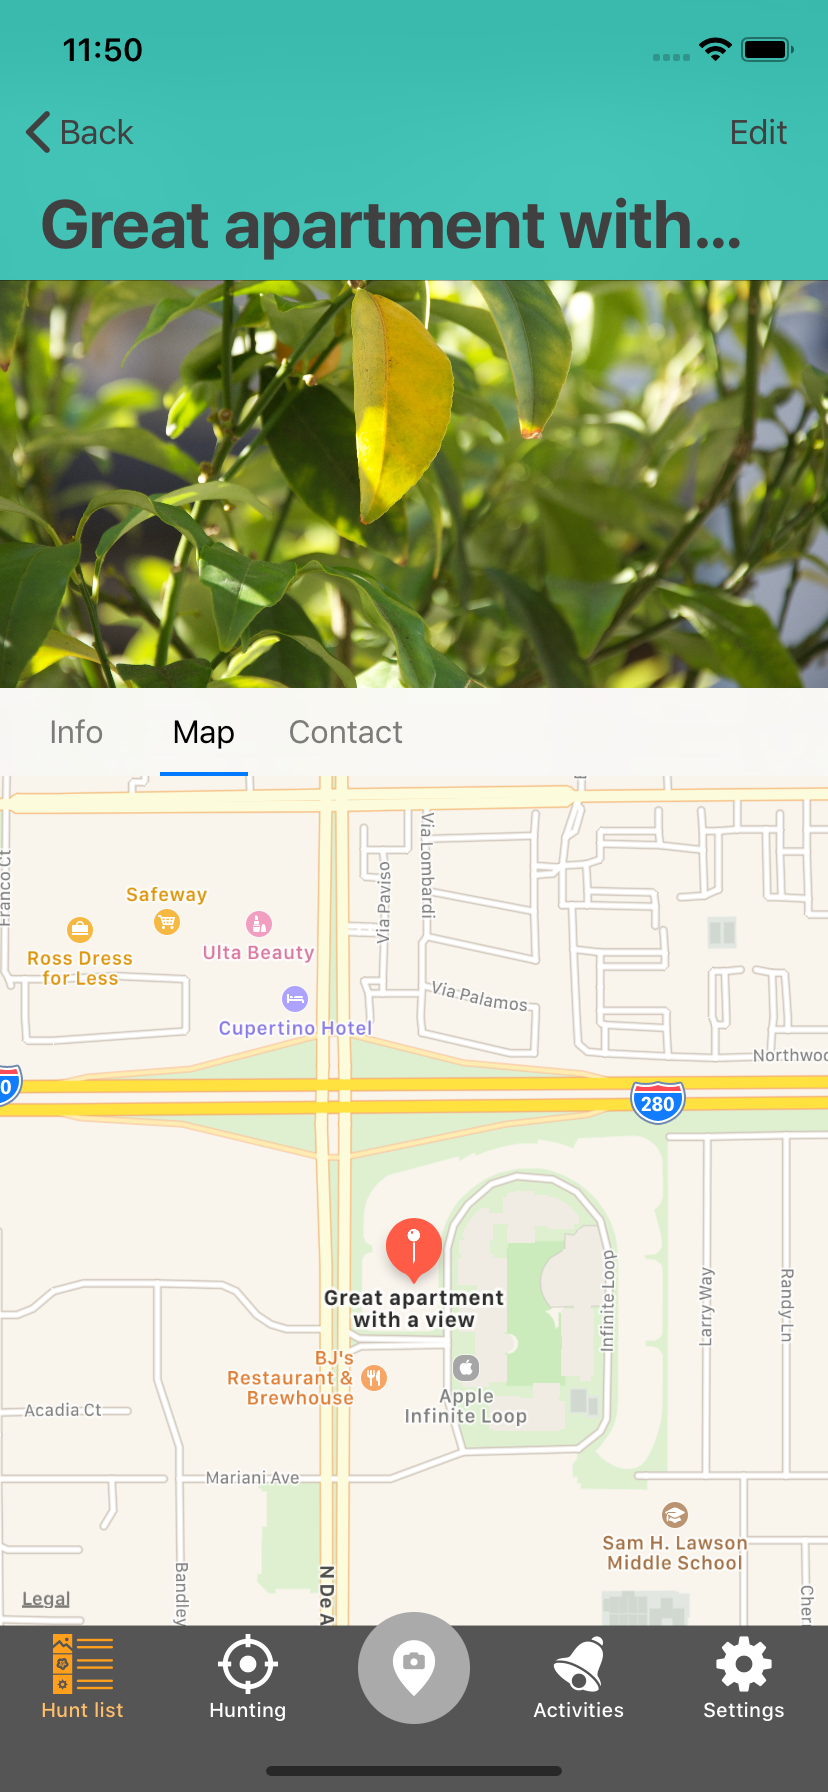 11:50
Back
Edit
Great apartment with...
Info
Map
Contact
Franco Ct
Safeway
Ross Dress
for Less
Ulta Beauty
Cupertino Hotel
Via Paviso
Via Lombardi
Via Palamos
Northwoo
0
280
Great apartment
with a view
Infinite Loop
Larry Way
Randy Ln
BJ's
Restaurant &
Brewhouse
Apple
Infinite Loop
Acadia Ct
Mariani Ave
Sam H. Lawson
Middle School
Bandley
N De A
Cher
Legal
Hunt list
Hunting
Activities
Settings